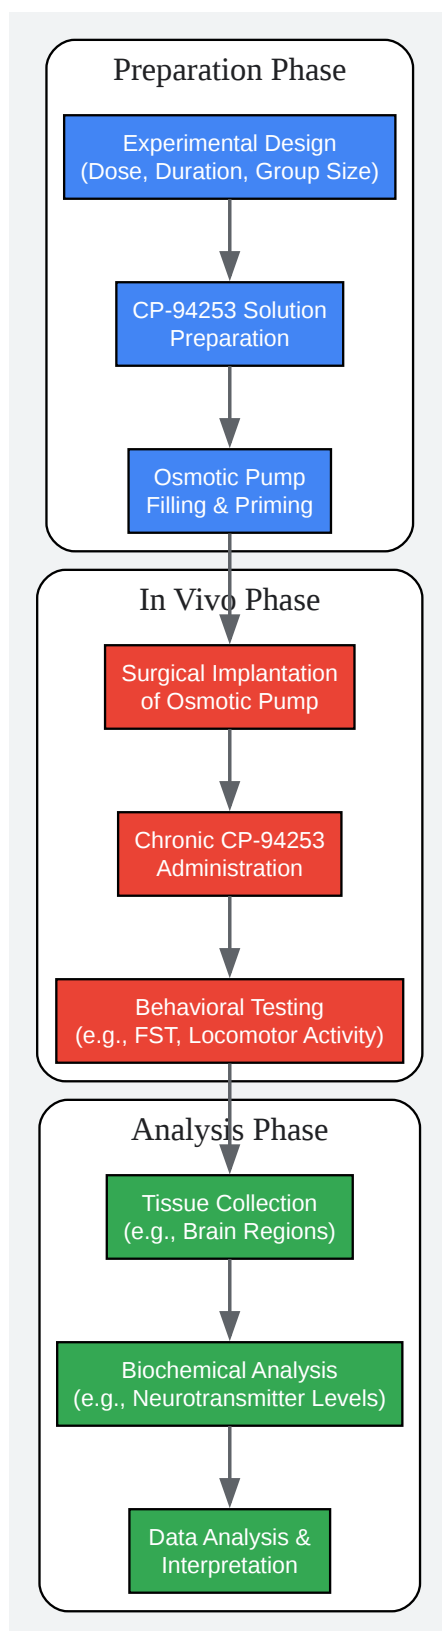 Preparation Phase
Experimental Design
(Dose, Duration, Group Size)
CP-94253 Solution
Preparation
Osmotic Pump
Filling & Priming
In Vivo Phase
Surgical Implantation
of Osmotic Pump
Chronic CP-94253
Administration
Behavioral Testing
(e.g., FST, Locomotor Activity)
Analysis Phase
Tissue Collection
(e.g., Brain Regions)
Biochemical Analysis
(e.g., Neurotransmitter Levels)
Data Analysis &
Interpretation